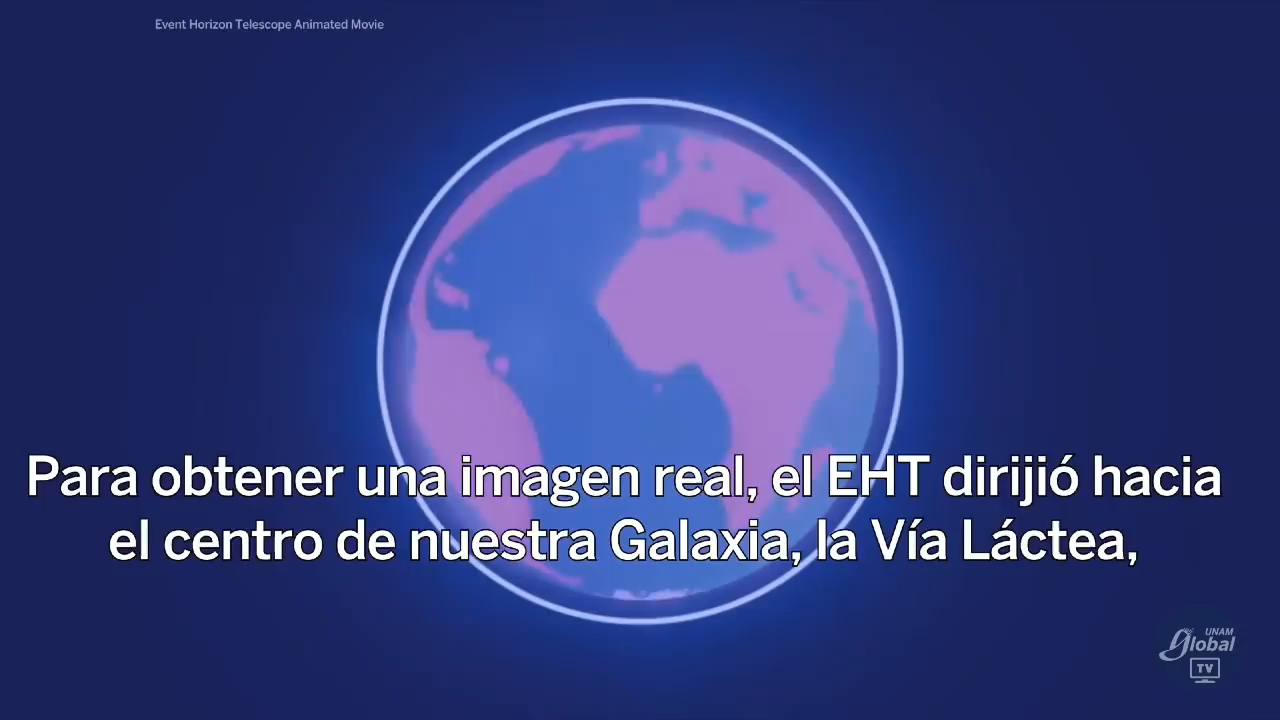 Event Horizon Telescope Animated Movie
Para obtener una imagen real, el EHT dirijió hacia
el centro de nuestra Galaxia, la Vía Láctea,
UNAM
global
TV